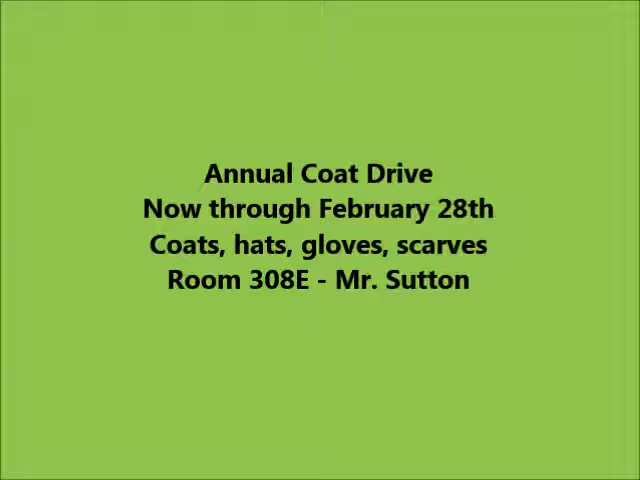 Annual Coat Drive
Now through February 28th
Coats, hats, gloves, scarves
Room 308E - Mr. Sutton